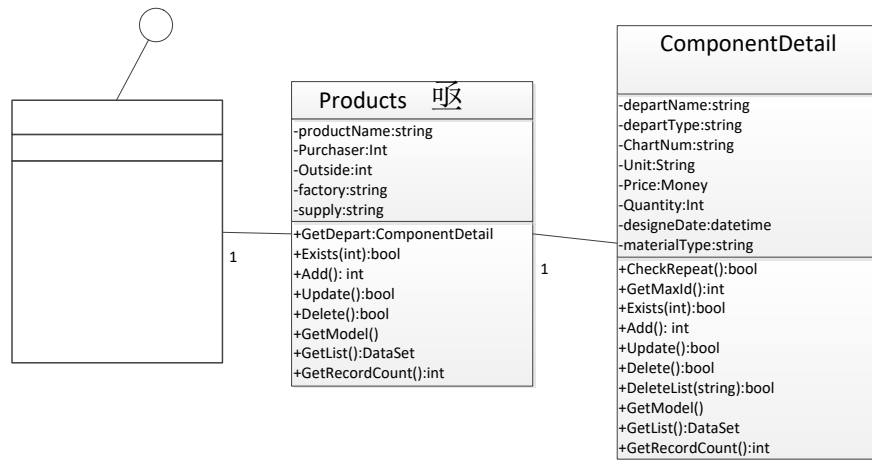 Products 亟
-productName:string
-Purchaser:Int
-Outside:int
-factory:string
-supply:string
+GetDepart:ComponentDetail
+Exists(int):bool
+Add(): int
+Update():bool
+Delete():bool
+GetModel()
+GetList():DataSet
+GetRecordCount():int
1
1
ComponentDetail
-departName:string
-departType:string
-ChartNum:string
-Unit:String
-Price:Money
-Quantity:Int
-designeDate:datetime
-materialType:string
+CheckRepeat():bool
+GetMaxId():int
+Exists(int):bool
+Add(): int
+Update():bool
+Delete():bool
+DeleteList(string):bool
+GetModel()
+GetList():DataSet
+GetRecordCount():int